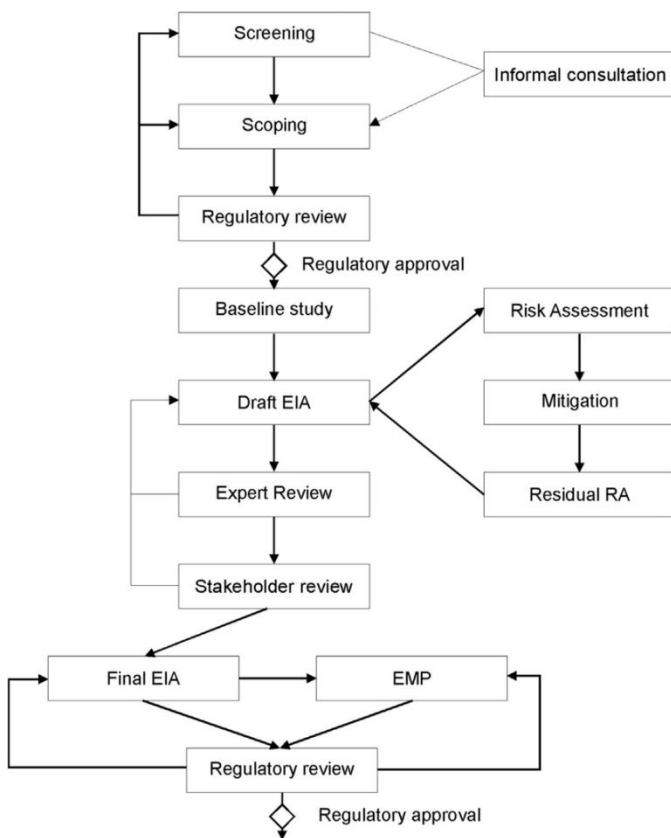 Screening
Informal consultation
Scoping
Regulatory review
Regulatory approval
Baseline study
Risk Assessment
Draft EIA
Mitigation
Expert Review
Residual RA
Stakeholder review
Final EIA
EMP
Regulatory review
Regulatory approval